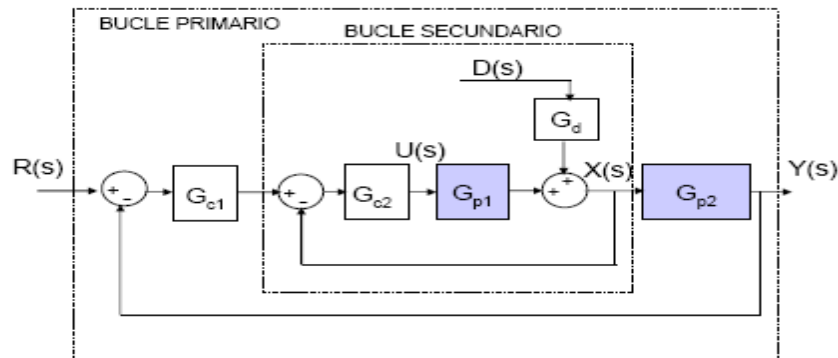 BUCLE PRIMARIO
BUCLE SECUNDARIO
D(s)
G_d
R(s)
U(s)
X(s)
Y(s)
+
-
G_c1
+
-
G_c2
G_p1
+
+
G_p2